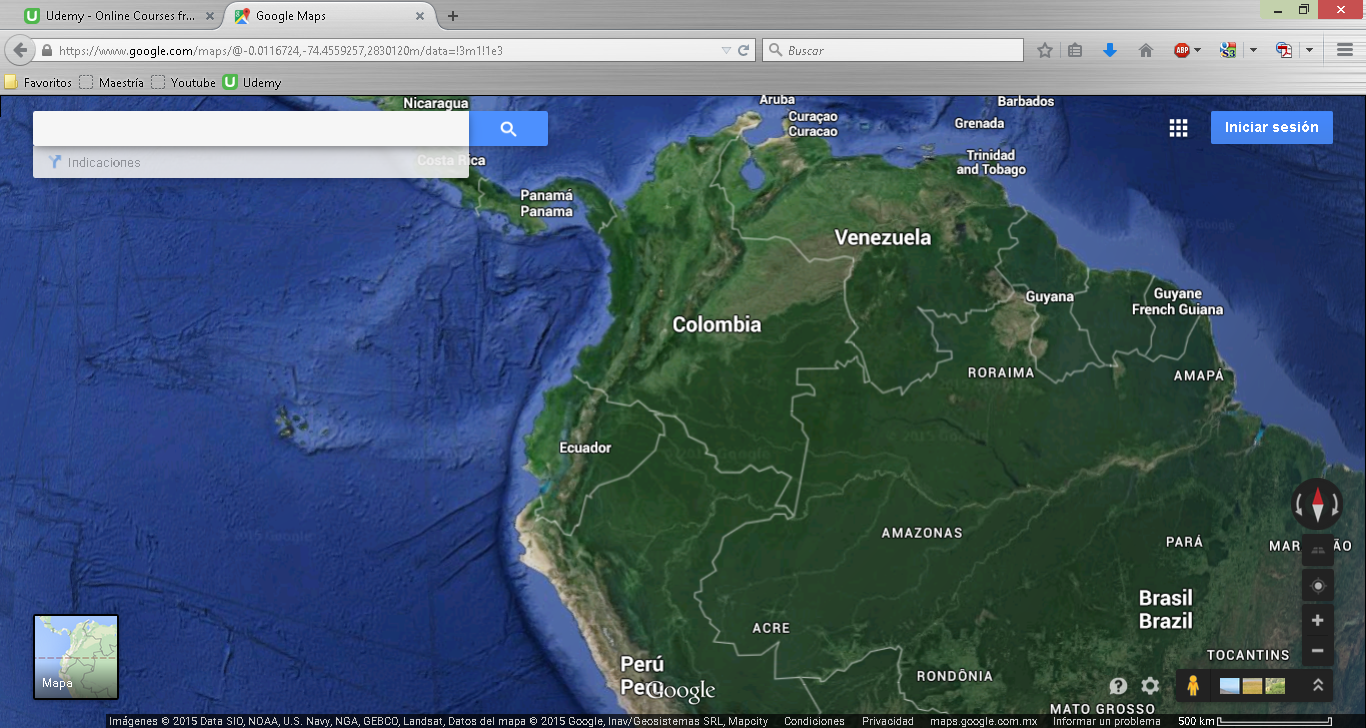 Udemy - Online Courses fr...
Google Maps
https://www.google.com/maps/@-0.0116724,-74.4559257,2830120m/data=!3m1!1e3
Buscar
ABP
Favoritos
Maestría
Youtube
Udemy
Nicaragua
Aruba
Curaçao
Curacao
Barbados
Grenada
Iniciar sesión
Indicaciones
Costa Rica
Trinidad
and Tobago
Panamá
Panama
Venezuela
Guyana
Guyane
French Guiana
Colombia
RORAIMA
AMAPÁ
Ecuador
AMAZONAS
PARÁ
Brasil
Brazil
ACRE
TOCANTINS
Perú
Google
RONDÔNIA
Mapa
MATO GROSSO
Imágenes © 2015 Data SIO, NOAA, U.S. Navy, NGA, GEBCO, Landsat, Datos del mapa © 2015 Google, Inav/Geosistemas SRL, Mapcity
Condiciones
Privacidad
maps.google.com.mx
Informar un problema
500 km